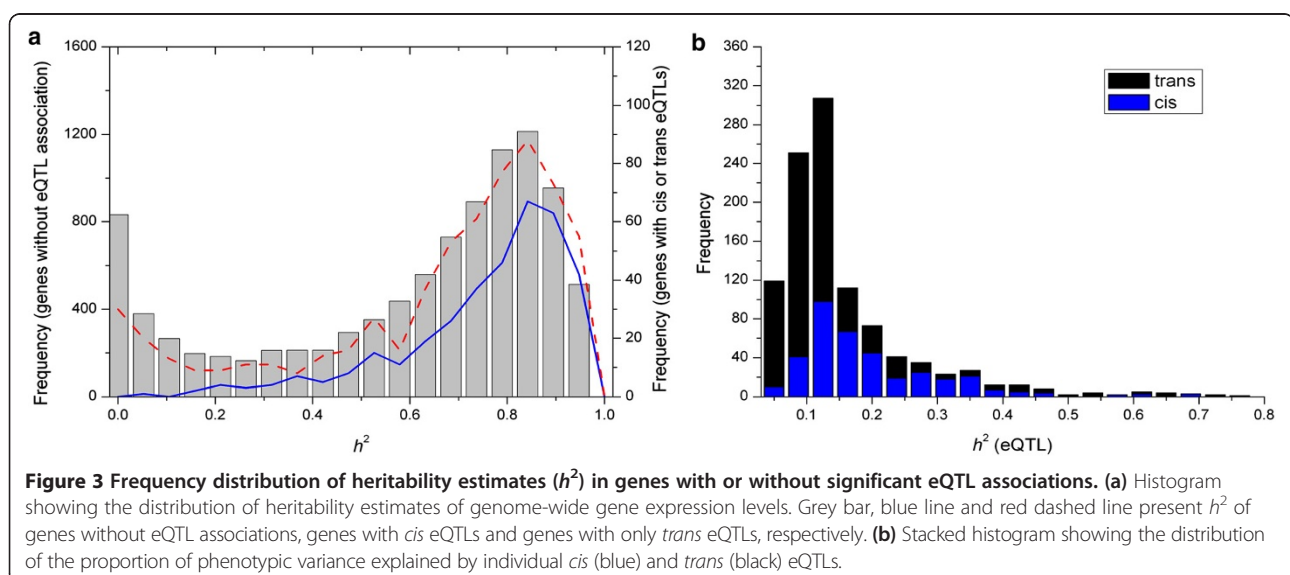 a
1600
1200
800
400
0
Frequency (genes without eQTL association)
120
100
80
60
40
20
0
Frequency (genes with cis or trans eQTLs)
0.0 0.2 0.4 0.6 0.8 1.0
h²
b
360
320
280
240
200
160
120
80
40
0
Frequency
trans
cis
0.1 0.2 0.3 0.4 0.5 0.6 0.7 0.8
h² (eQTL)
Figure 3 Frequency distribution of heritability estimates (h²) in genes with or without significant eQTL associations. (a) Histogram
showing the distribution of heritability estimates of genome-wide gene expression levels. Grey bar, blue line and red dashed line present h² of
genes without eQTL associations, genes with cis eQTLs and genes with only trans eQTLs, respectively. (b) Stacked histogram showing the distribution
of the proportion of phenotypic variance explained by individual cis (blue) and trans (black) eQTLs.